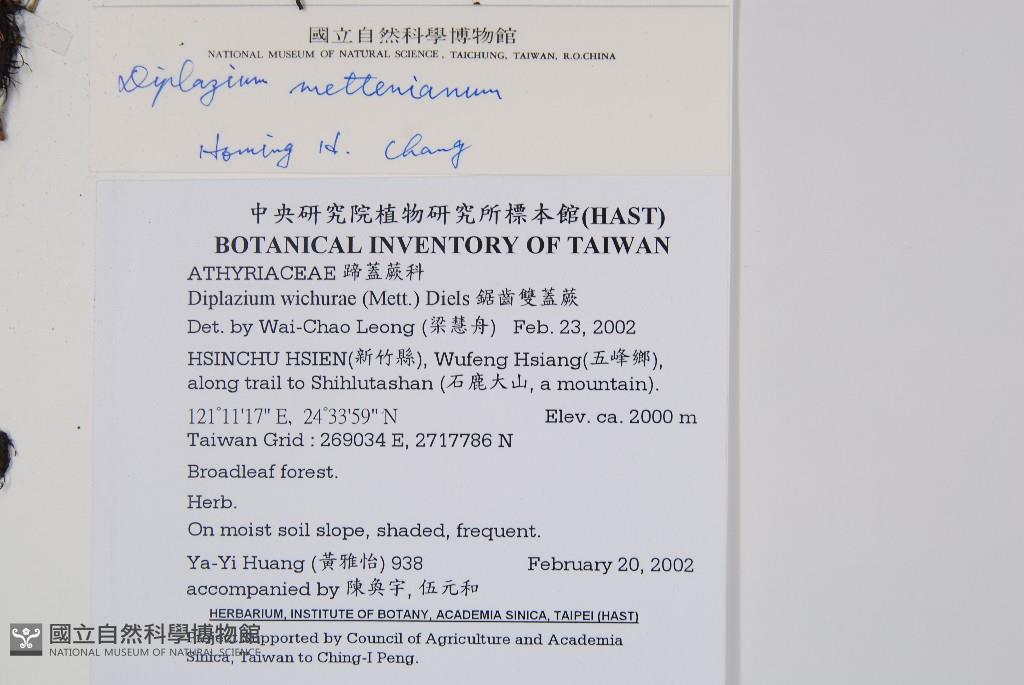 國立自然科學博物館
NATIONAL MUSEUM OF NATURAL SCIENCE, TAICHUNG, TAIWAN, R.O.CHINA
Diplazium mettenianum
Homing H. Chang
中央研究院植物研究所標本館(HAST)
BOTANICAL INVENTORY OF TAIWAN
ATHYRIACEAE 蹄蓋蕨科
Diplazium wichurae (Mett.) Diels 鋸齒雙蓋蕨
Det. by Wai-Chao Leong (梁慧舟) Feb. 23, 2002
HSINCHU HSIEN(新竹縣), Wufeng Hsiang(五峰鄉),
along trail to Shihlutashan (石鹿大山, a mountain).
121°11'17" E, 24°33'59" N Elev. ca. 2000 m
Taiwan Grid : 269034 E, 2717786 N
Broadleaf forest.
Herb.
On moist soil slope, shaded, frequent.
Ya-Yi Huang (黃雅怡) 938 February 20, 2002
accompanied by 陳奐宇, 伍元和
HERBARIUM, INSTITUTE OF BOTANY, ACADEMIA SINICA, TAIPEI (HAST)
Project supported by Council of Agriculture and Academia
Sinica, Taiwan to Ching-I Peng.
國立自然科學博物館
NATIONAL MUSEUM OF NATURAL SCIENCE